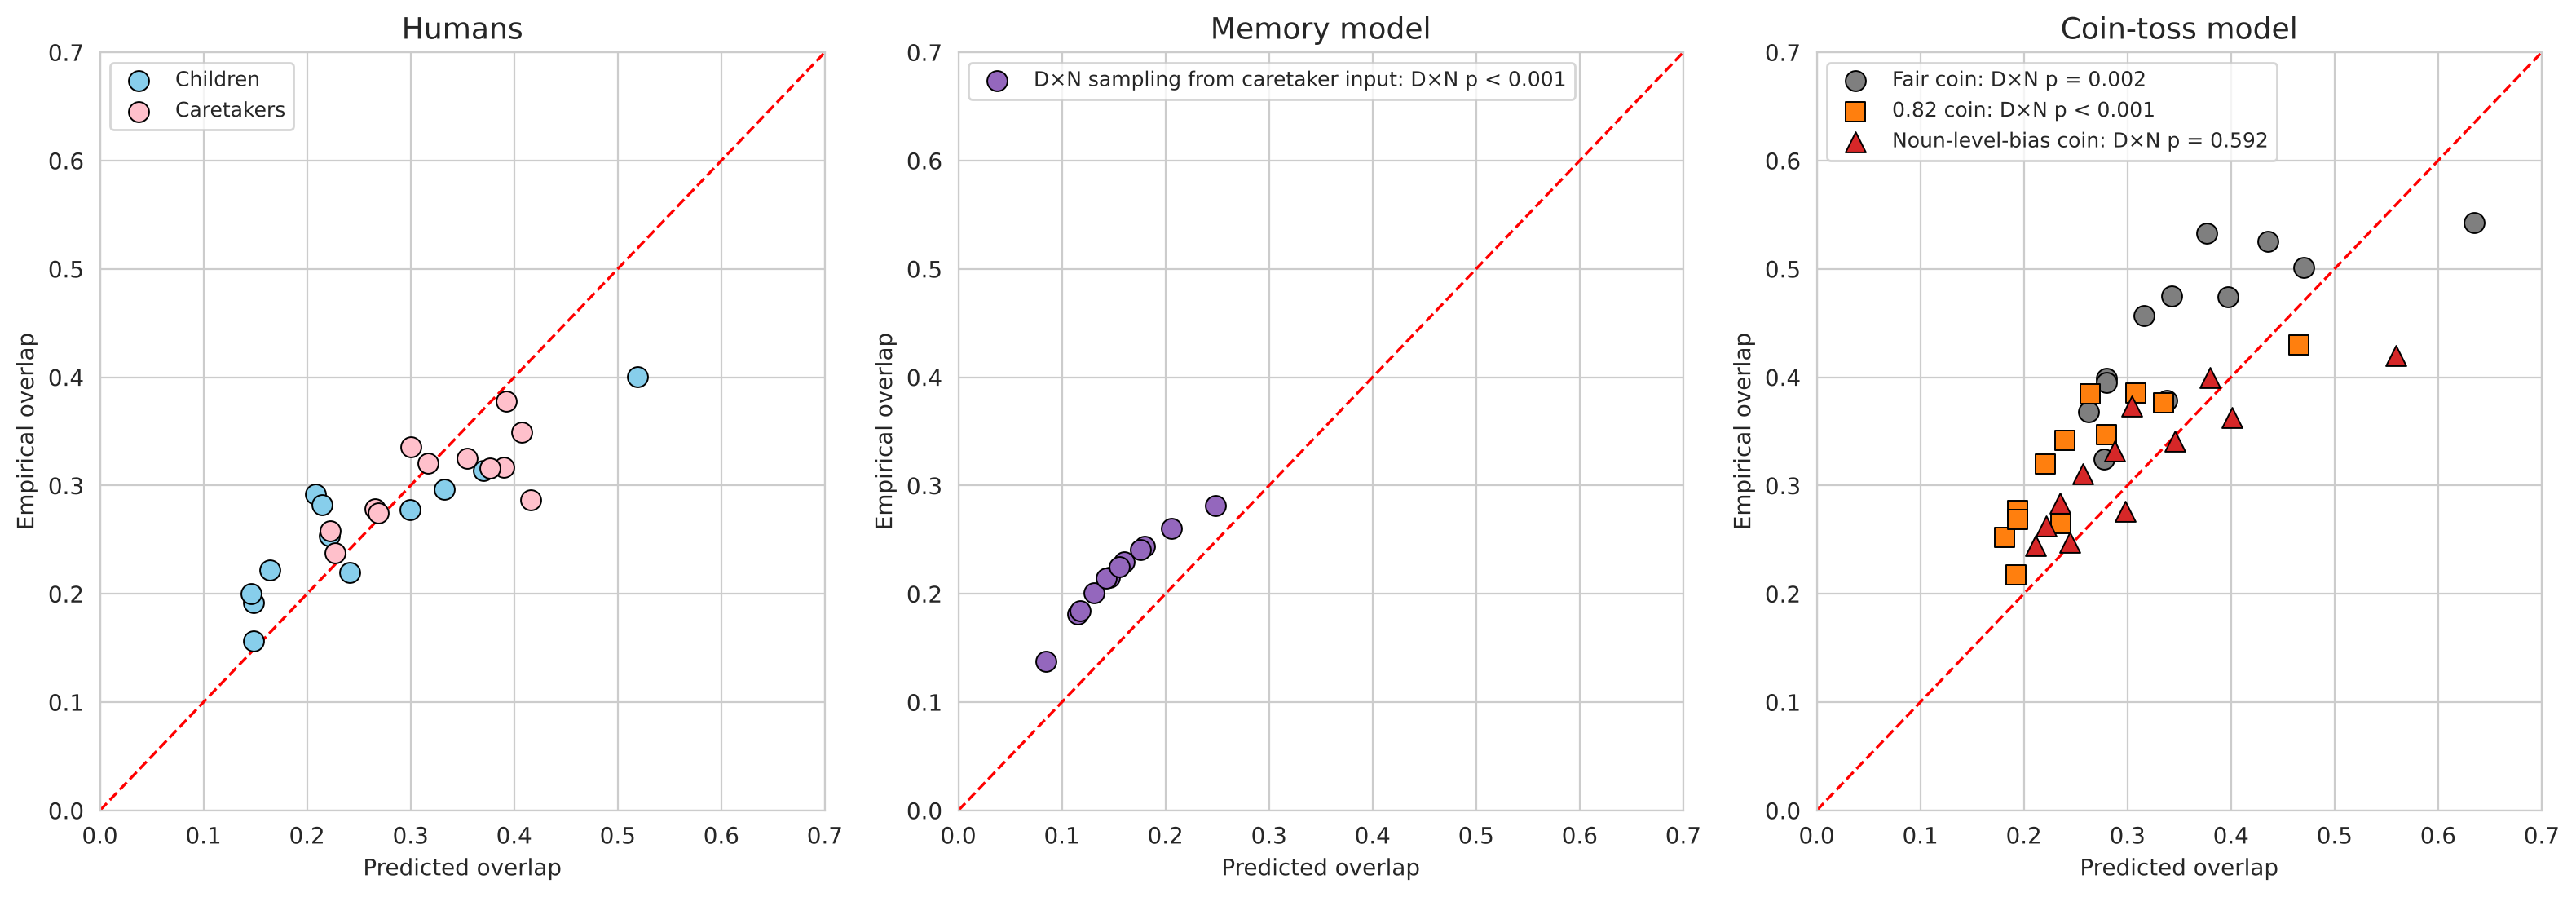 Humans
Children
Caretakers
Empirical overlap
0.7
0.6
0.5
0.4
0.3
0.2
0.1
0.0
0.0 0.1 0.2 0.3 0.4 0.5 0.6 0.7
Predicted overlap
Memory model
D×N sampling from caretaker input: D×N p < 0.001
Empirical overlap
0.7
0.6
0.5
0.4
0.3
0.2
0.1
0.0
0.0 0.1 0.2 0.3 0.4 0.5 0.6 0.7
Predicted overlap
Coin-toss model
Fair coin: D×N p = 0.002
0.82 coin: D×N p < 0.001
Noun-level-bias coin: D×N p = 0.592
Empirical overlap
0.7
0.6
0.5
0.4
0.3
0.2
0.1
0.0
0.0 0.1 0.2 0.3 0.4 0.5 0.6 0.7
Predicted overlap